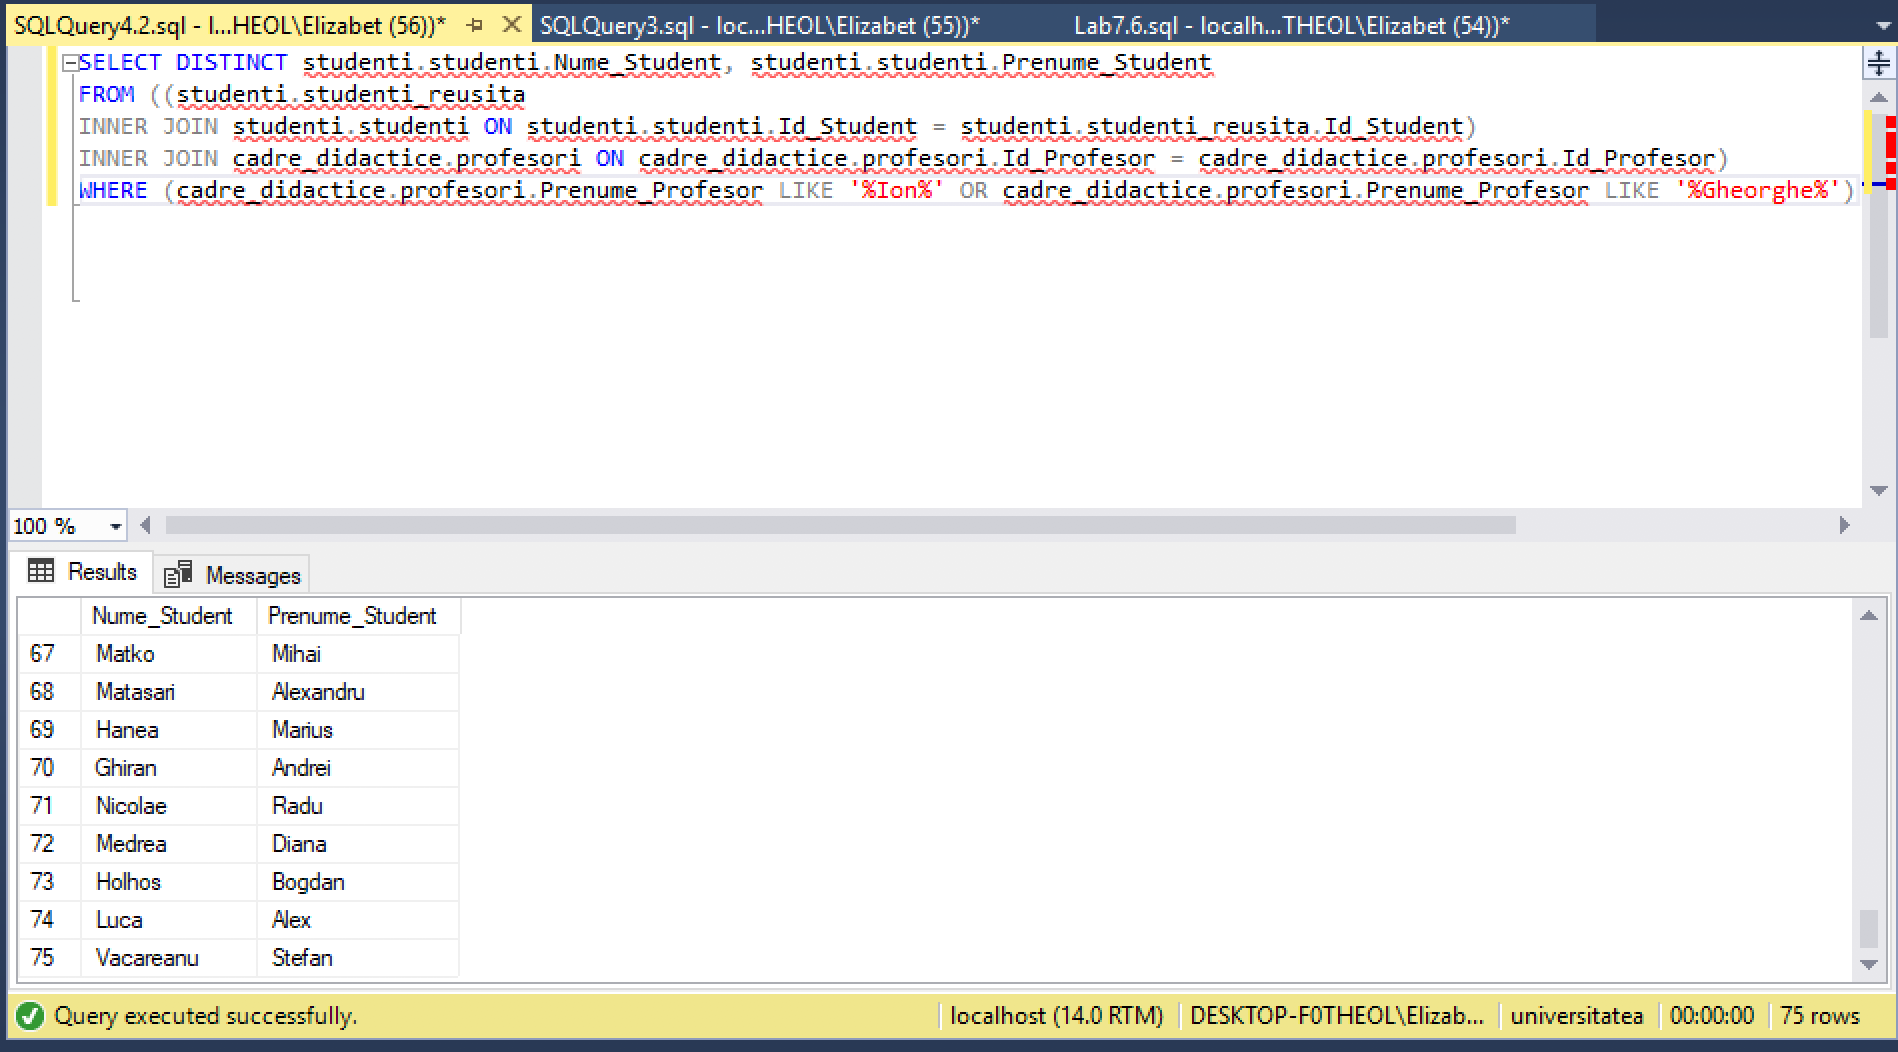 SQLQuery4.2.sql - l...HEOL\Elizabet (56))* SQLQuery3.sql - loc...HEOL\Elizabet (55))* Lab7.6.sql - localh...THEOL\Elizabet (54))*
SELECT DISTINCT studenti.studenti.Nume_Student, studenti.studenti.Prenume_Student
FROM ((studenti.studenti_reusita
INNER JOIN studenti.studenti ON studenti.studenti.Id_Student = studenti.studenti_reusita.Id_Student)
INNER JOIN cadre_didactice.profesori ON cadre_didactice.profesori.Id_Profesor = cadre_didactice.profesori.Id_Profesor)
WHERE (cadre_didactice.profesori.Prenume_Profesor LIKE '%Ion%' OR cadre_didactice.profesori.Prenume_Profesor LIKE '%Gheorghe%')
100 %
Results Messages
Nume_Student Prenume_Student
67 Matko Mihai
68 Matasari Alexandru
69 Hanea Marius
70 Ghiran Andrei
71 Nicolae Radu
72 Medrea Diana
73 Holhos Bogdan
74 Luca Alex
75 Vacareanu Stefan
Query executed successfully. localhost (14.0 RTM) DESKTOP-F0THEOL\Elizab... universitatea 00:00:00 75 rows